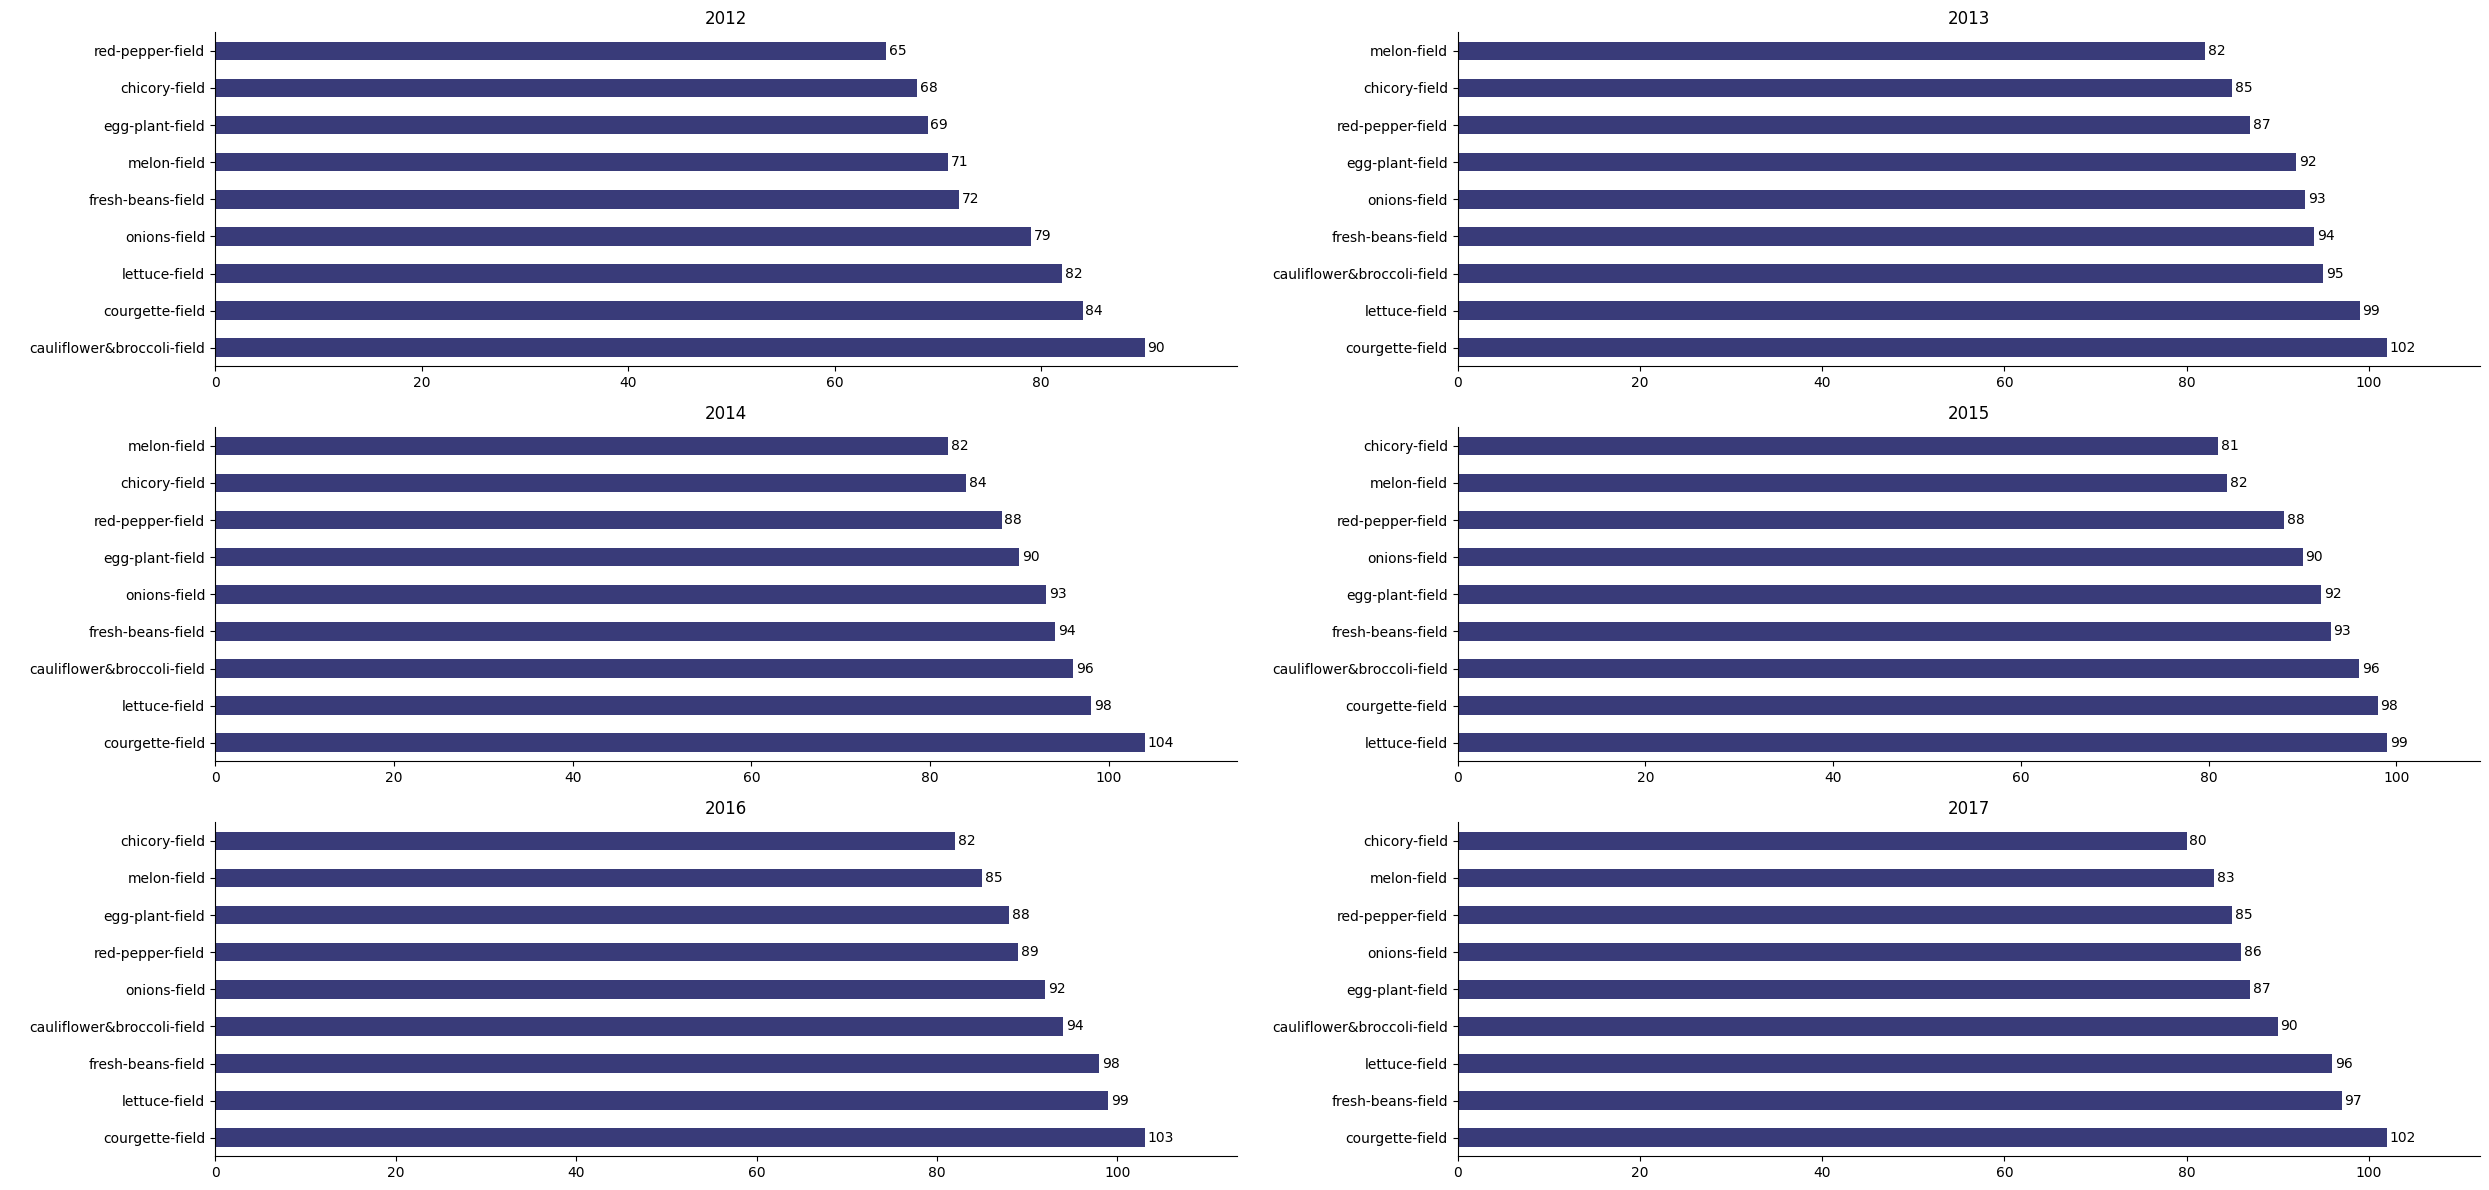 2012
red-pepper-field 65
chicory-field 68
egg-plant-field 69
melon-field 71
fresh-beans-field 72
onions-field 79
lettuce-field 82
courgette-field 84
cauliflower&broccoli-field 90
0 20 40 60 80
2013
melon-field 82
chicory-field 85
red-pepper-field 87
egg-plant-field 92
onions-field 93
fresh-beans-field 94
cauliflower&broccoli-field 95
lettuce-field 99
courgette-field 102
0 20 40 60 80 100
2014
melon-field 82
chicory-field 84
red-pepper-field 88
egg-plant-field 90
onions-field 93
fresh-beans-field 94
cauliflower&broccoli-field 96
lettuce-field 98
courgette-field 104
0 20 40 60 80 100
2015
chicory-field 81
melon-field 82
red-pepper-field 88
onions-field 90
egg-plant-field 92
fresh-beans-field 93
cauliflower&broccoli-field 96
courgette-field 98
lettuce-field 99
0 20 40 60 80 100
2016
chicory-field 82
melon-field 85
egg-plant-field 88
red-pepper-field 89
onions-field 92
cauliflower&broccoli-field 94
fresh-beans-field 98
lettuce-field 99
courgette-field 103
0 20 40 60 80 100
2017
chicory-field 80
melon-field 83
red-pepper-field 85
onions-field 86
egg-plant-field 87
cauliflower&broccoli-field 90
lettuce-field 96
fresh-beans-field 97
courgette-field 102
0 20 40 60 80 100